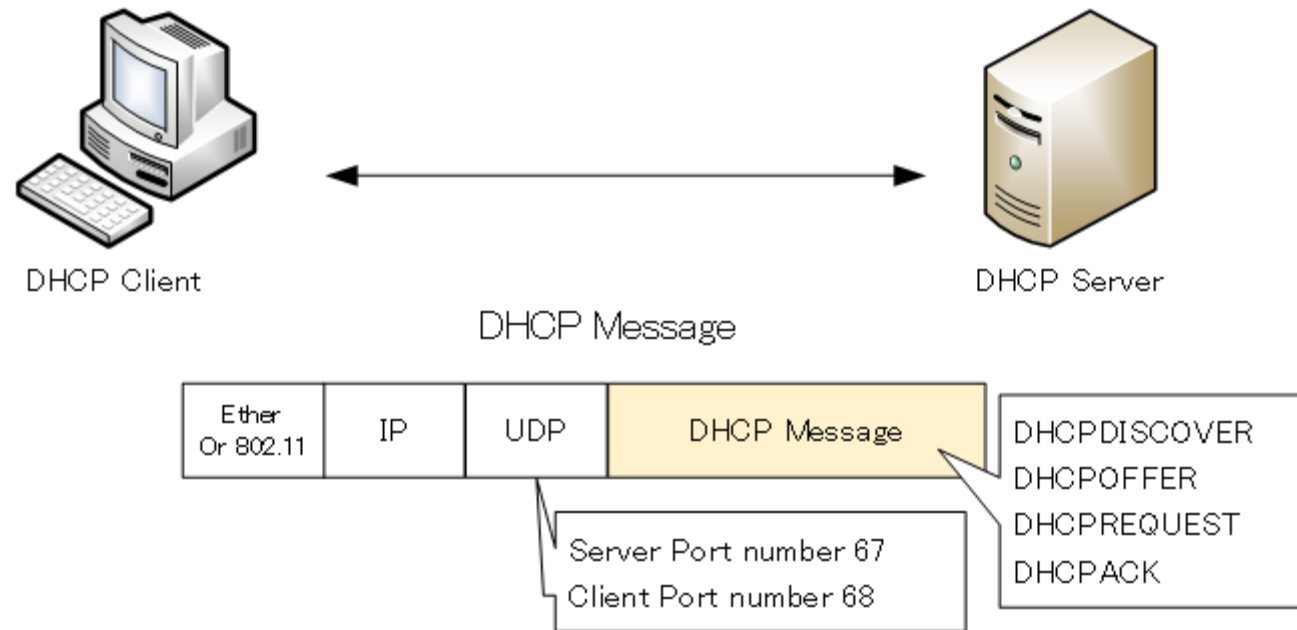 DHCP Client
DHCP Server
DHCP Message
Ether
Or 802.11
IP
UDP
DHCP Message
DHCPDISCOVER
DHCPOFFER
DHCPREQUEST
DHCPACK
Server Port number 67
Client Port number 68